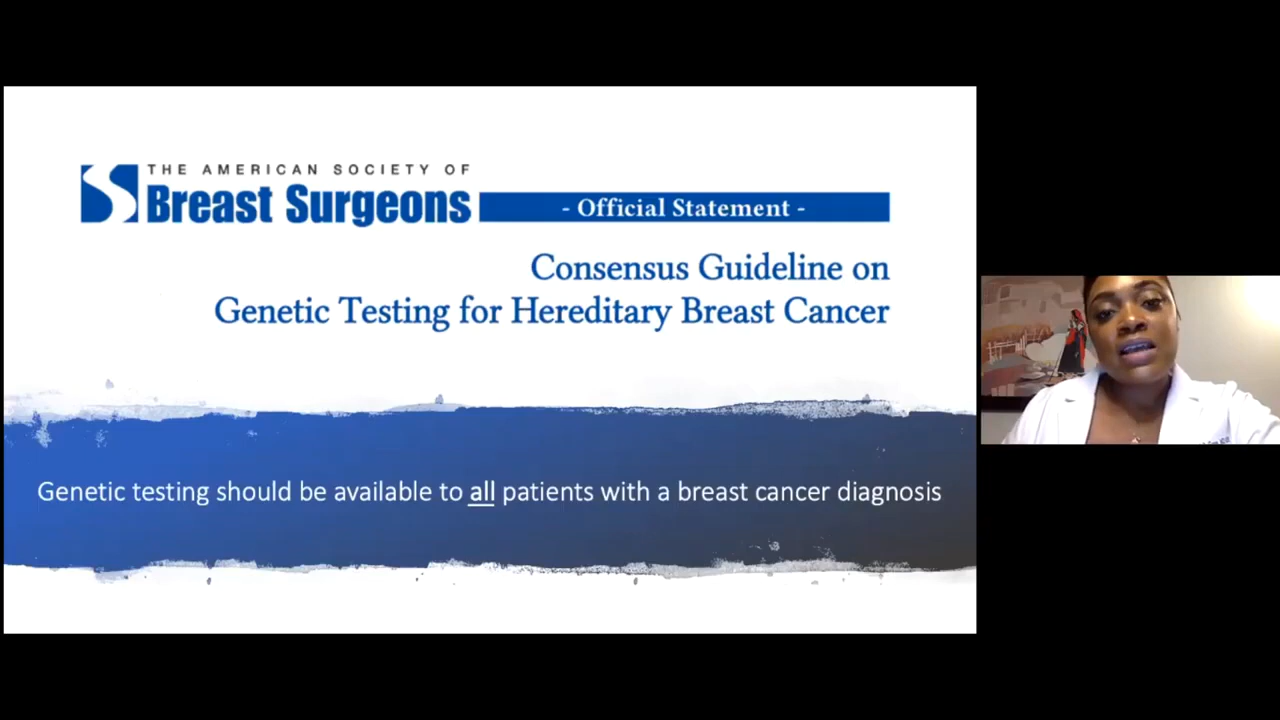 THE AMERICAN SOCIETY OF
Breast Surgeons
- Official Statement -
Consensus Guideline on
Genetic Testing for Hereditary Breast Cancer
Genetic testing should be available to all patients with a breast cancer diagnosis